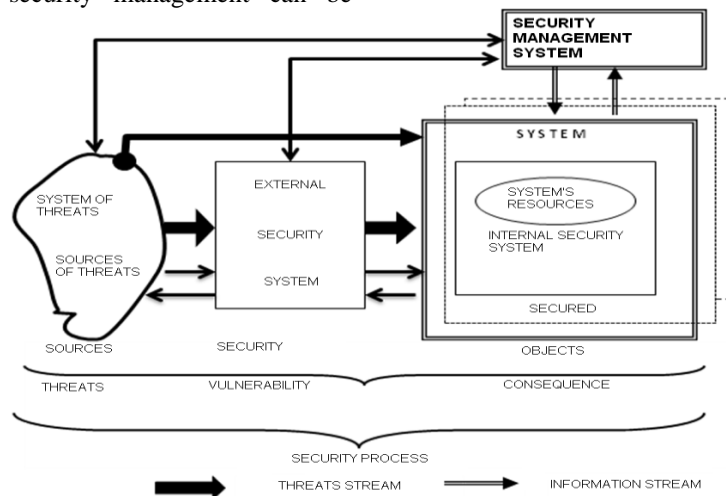 security management can be
SECURITY
MANAGEMENT
SYSTEM
SYSTEM
SYSTEM OF
THREATS
SOURCES
OF THREATS
EXTERNAL
SECURITY
SYSTEM
SYSTEM'S
RESOURCES
INTERNAL SECURITY
SYSTEM
SECURED
SOURCES
SECURITY
OBJECTS
THREATS
VULNERABILITY
CONSEQUENCE
SECURITY PROCESS
THREATS STREAM
INFORMATION STREAM